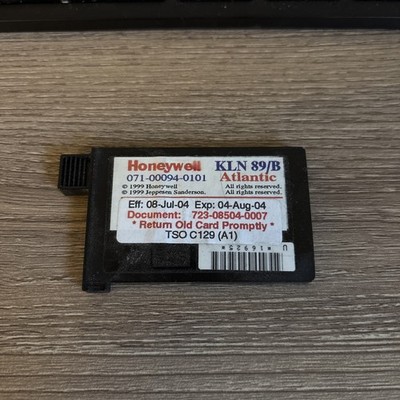 Honeywell KLN 89/B
071-00094-0101 Atlantic
© 1999 Honeywell All rights reserved.
© 1999 Jeppesen Sanderson. All rights reserved.
Eff: 08-Jul-04 Exp: 04-Aug-04
Document: 723-08504-0007
* Return Old Card Promptly *
TSO C129 (A1)
U *16925*